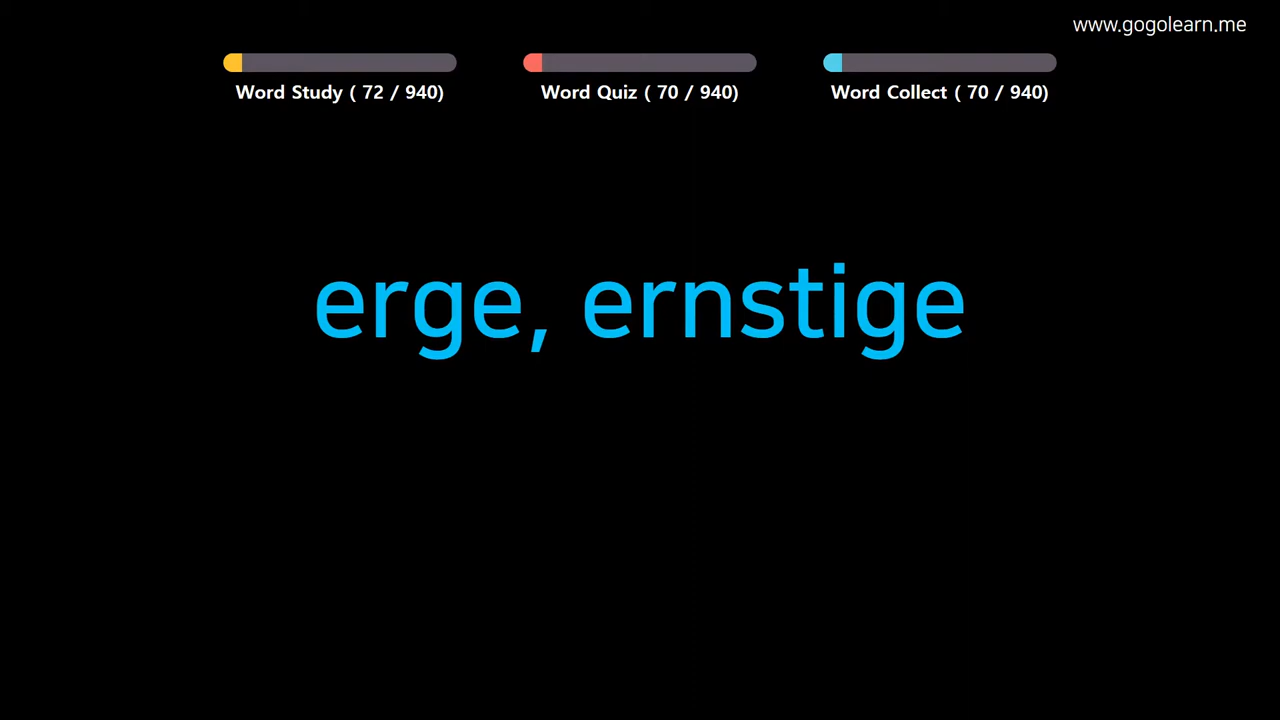 www.gogolearn.me
Word Study ( 72 / 940)
Word Quiz ( 70 / 940)
Word Collect ( 70 / 940)
erge, ernstige